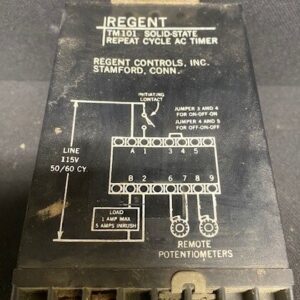 REGENT
TM101 SOLID-STATE
REPEAT CYCLE AC TIMER
REGENT CONTROLS, INC.
STAMFORD, CONN.
INITIATING
CONTACT
JUMPER 3 AND 4
FOR ON-OFF-ON
JUMPER 4 AND 5
FOR OFF-ON-OFF
LINE
115V
50/60 CY
A 1 3 4 5
B 2 6 7 8 9
LOAD
1 AMP MAX
5 AMPS INRUSH
REMOTE
POTENTIOMETERS